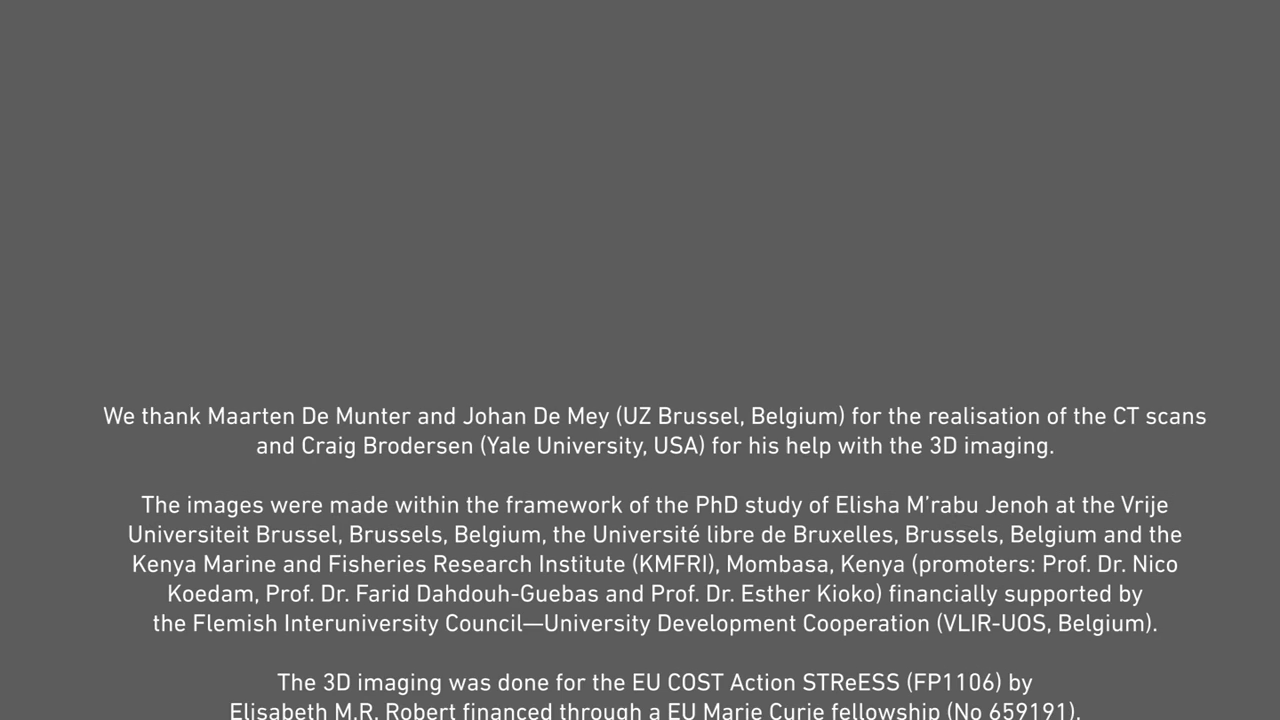 We thank Maarten De Munter and Johan De Mey (UZ Brussel, Belgium) for the realisation of the CT scans
and Craig Brodersen (Yale University, USA) for his help with the 3D imaging.
The images were made within the framework of the PhD study of Elisha M’rabu Jenoh at the Vrije
Universiteit Brussel, Brussels, Belgium, the Université libre de Bruxelles, Brussels, Belgium and the
Kenya Marine and Fisheries Research Institute (KMFRI), Mombasa, Kenya (promoters: Prof. Dr. Nico
Koedam, Prof. Dr. Farid Dahdouh-Guebas and Prof. Dr. Esther Kioko) financially supported by
the Flemish Interuniversity Council—University Development Cooperation (VLIR-UOS, Belgium).
The 3D imaging was done for the EU COST Action STReESS (FP1106) by
Elisabeth M.R. Robert financed through a EU Marie Curie fellowship (No 659191).